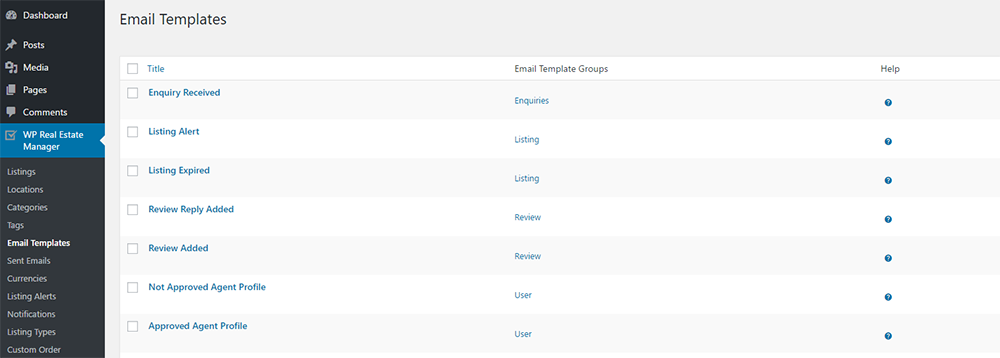 Dashboard
Posts
Media
Pages
Comments
WP Real Estate
Manager
Listings
Locations
Categories
Tags
Email Templates
Sent Emails
Currencies
Listing Alerts
Notifications
Listing Types
Custom Order
Email Templates
Title Email Template Groups Help
Enquiry Received Enquiries ?
Listing Alert Listing ?
Listing Expired Listing ?
Review Reply Added Review ?
Review Added Review ?
Not Approved Agent Profile User ?
Approved Agent Profile User ?